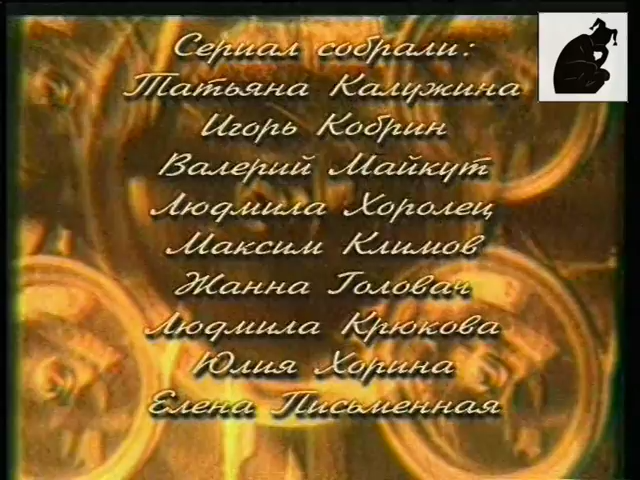 Сериал собрали:
Татьяна Калужина
Игорь Кобрин
Валерий Майкут
Людмила Хоролец
Максим Климов
Жанна Головач
Людмила Крюкова
Юлия Хорина
Елена Письменная